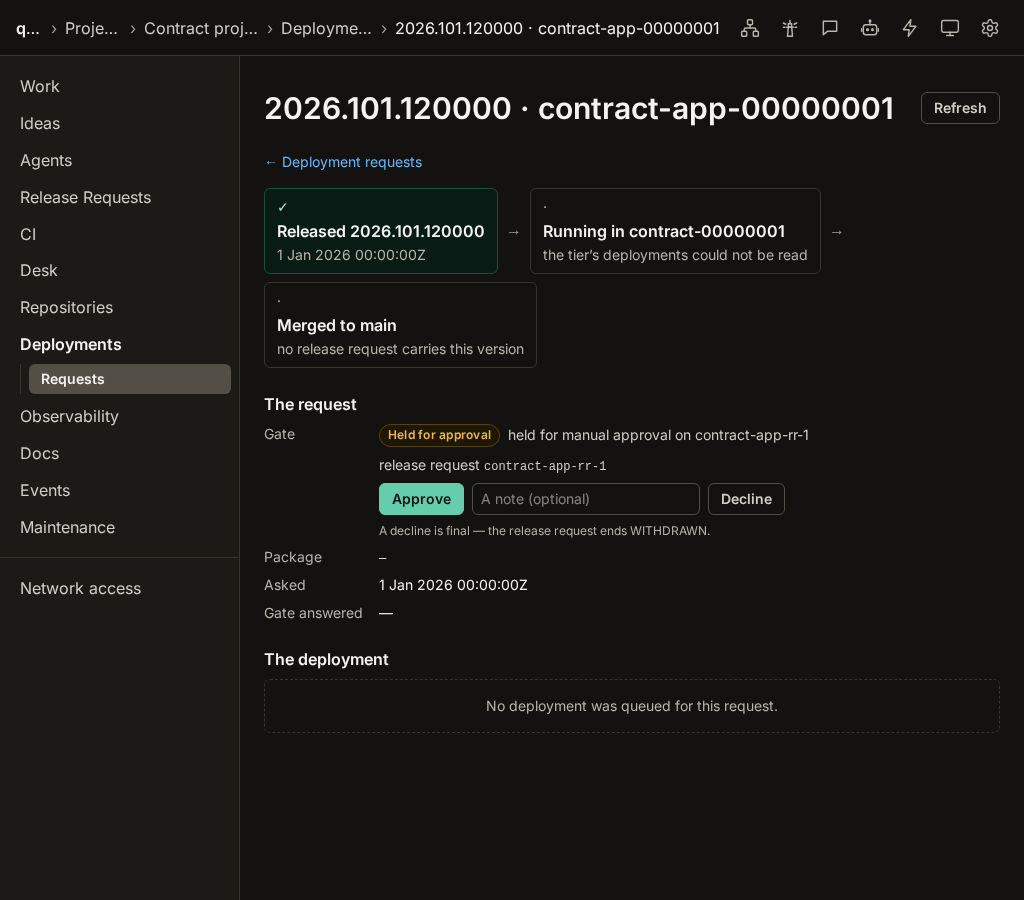 q… › Proje… › Contract proj… › Deployme… › 2026.101.120000 · contract-app-00000001
Work
Ideas
Agents
Release Requests
CI
Desk
Repositories
Deployments
Requests
Observability
Docs
Events
Maintenance
Network access
2026.101.120000 · contract-app-00000001
Refresh
← Deployment requests
✓
Released 2026.101.120000
1 Jan 2026 00:00:00Z
→
·
Running in contract-00000001
the tier’s deployments could not be read
→
·
Merged to main
no release request carries this version
The request
Gate
Held for approval held for manual approval on contract-app-rr-1
release request contract-app-rr-1
Approve A note (optional) Decline
A decline is final — the release request ends WITHDRAWN.
Package –
Asked 1 Jan 2026 00:00:00Z
Gate answered —
The deployment
No deployment was queued for this request.